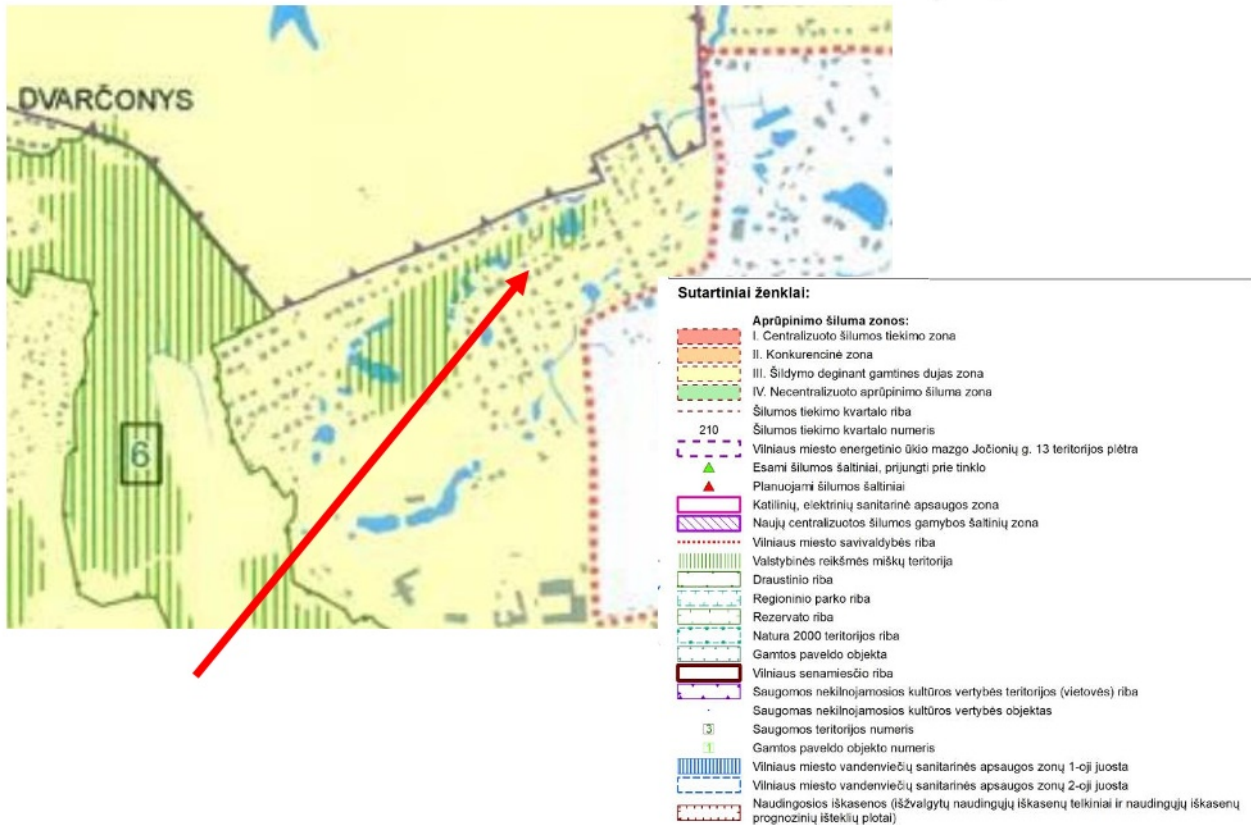 DVARČONYS
6
Sutartiniai ženklai:
Aprūpinimo šiluma zonos:
I. Centralizuoto šilumos tiekimo zona
II. Konkurencinė zona
III. Šildymo deginant gamtines dujas zona
IV. Necentralizuoto aprūpinimo šiluma zona
Šilumos tiekimo kvartalo riba
210 Šilumos tiekimo kvartalo numeris
Vilniaus miesto energetinio ūkio mazgo Jočionių g. 13 teritorijos plėtra
Esami šilumos šaltiniai, prijungti prie tinklo
Planuojami šilumos šaltiniai
Katilinių, elektrinių sanitarinė apsaugos zona
Naujų centralizuotos šilumos gamybos šaltinių zona
Vilniaus miesto savivaldybės riba
Valstybinės reikšmės miškų teritorija
Draustinio riba
Regioninio parko riba
Rezervato riba
Natura 2000 teritorijos riba
Gamtos paveldo objekta
Vilniaus senamiesčio riba
Saugomos nekilnojamosios kultūros vertybės teritorijos (vietovės) riba
Saugomas nekilnojamosios kultūros vertybės objektas
3 Saugomos teritorijos numeris
1 Gamtos paveldo objekto numeris
Vilniaus miesto vandenviečių sanitarinės apsaugos zonų 1-oji juosta
Vilniaus miesto vandenviečių sanitarinės apsaugos zonų 2-oji juosta
Naudingosios iškasenos (išžvalgytų naudingųjų iškasenų telkiniai ir naudingųjų iškasenų
prognozinių išteklių plotai)